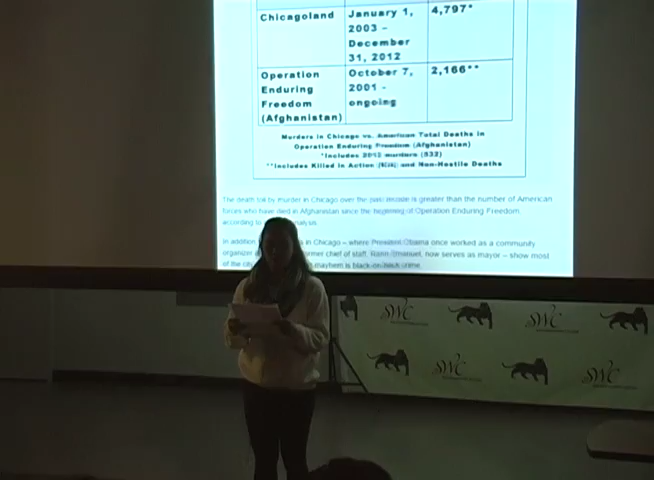 Chicagoland January 1, 4,797*
2003 –
December
31, 2012
Operation October 7, 2,166**
Enduring 2001 -
Freedom ongoing
(Afghanistan)
Murders in Chicago vs. American Total Deaths in
Operation Enduring Freedom (Afghanistan)
*Includes 2012 murders (532)
**Includes Killed in Action (KIA) and Non-Hostile Deaths
The death toll by murder in Chicago over the past decade is greater than the number of American
forces who have died in Afghanistan since the beginning of Operation Enduring Freedom,
according to analysis.
In addition in Chicago – where President Obama once worked as a community
organizer former chief of staff, Rahm Emanuel, now serves as mayor – show most
of the mayhem is black-on-black crime.
SWC SWC
SWC SWC